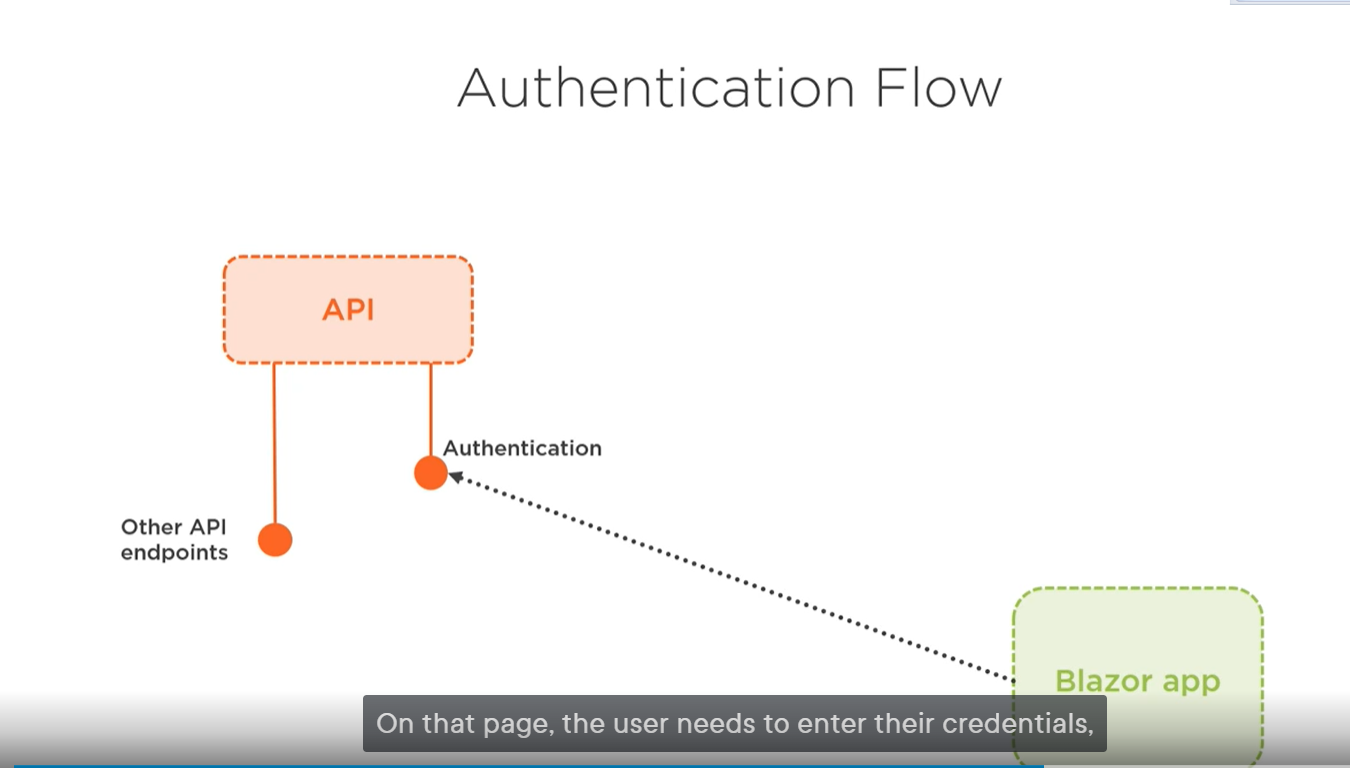 Authentication Flow
API
Authentication
Other API
endpoints
Blazor app
On that page, the user needs to enter their credentials,